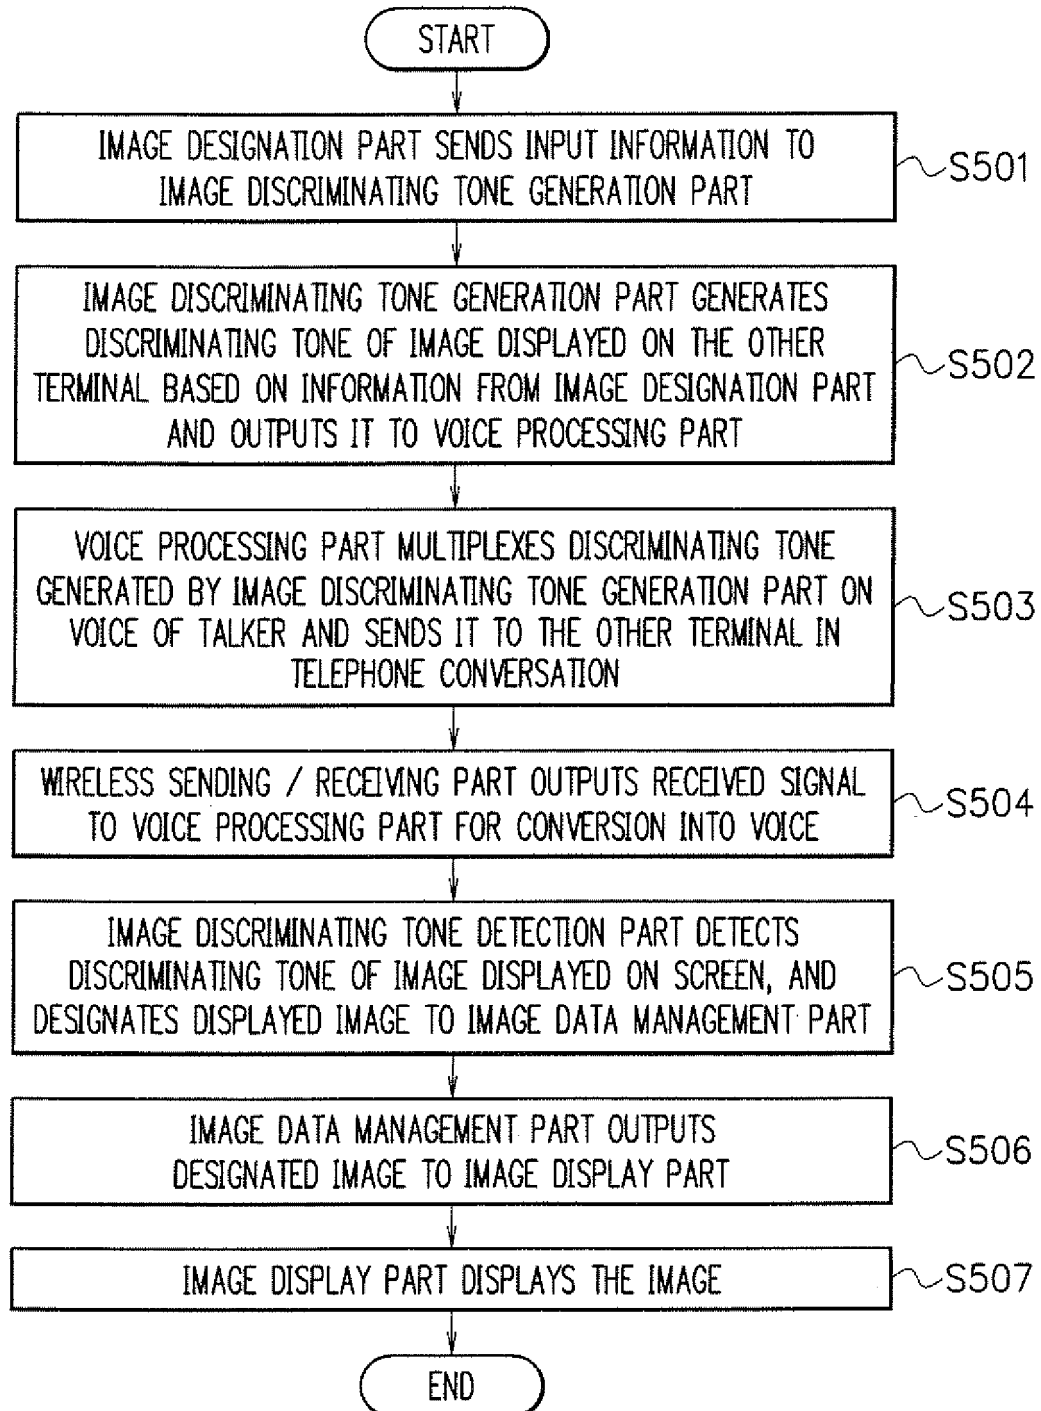 START
IMAGE DESIGNATION PART SENDS INPUT INFORMATION TO
IMAGE DISCRIMINATING TONE GENERATION PART
S501
IMAGE DISCRIMINATING TONE GENERATION PART GENERATES
DISCRIMINATING TONE OF IMAGE DISPLAYED ON THE OTHER
TERMINAL BASED ON INFORMATION FROM IMAGE DESIGNATION PART
AND OUTPUTS IT TO VOICE PROCESSING PART
S502
VOICE PROCESSING PART MULTIPLEXES DISCRIMINATING TONE
GENERATED BY IMAGE DISCRIMINATING TONE GENERATION PART ON
VOICE OF TALKER AND SENDS IT TO THE OTHER TERMINAL IN
TELEPHONE CONVERSATION
S503
WIRELESS SENDING / RECEIVING PART OUTPUTS RECEIVED SIGNAL
TO VOICE PROCESSING PART FOR CONVERSION INTO VOICE
S504
IMAGE DISCRIMINATING TONE DETECTION PART DETECTS
DISCRIMINATING TONE OF IMAGE DISPLAYED ON SCREEN, AND
DESIGNATES DISPLAYED IMAGE TO IMAGE DATA MANAGEMENT PART
S505
IMAGE DATA MANAGEMENT PART OUTPUTS
DESIGNATED IMAGE TO IMAGE DISPLAY PART
S506
IMAGE DISPLAY PART DISPLAYS THE IMAGE
S507
END